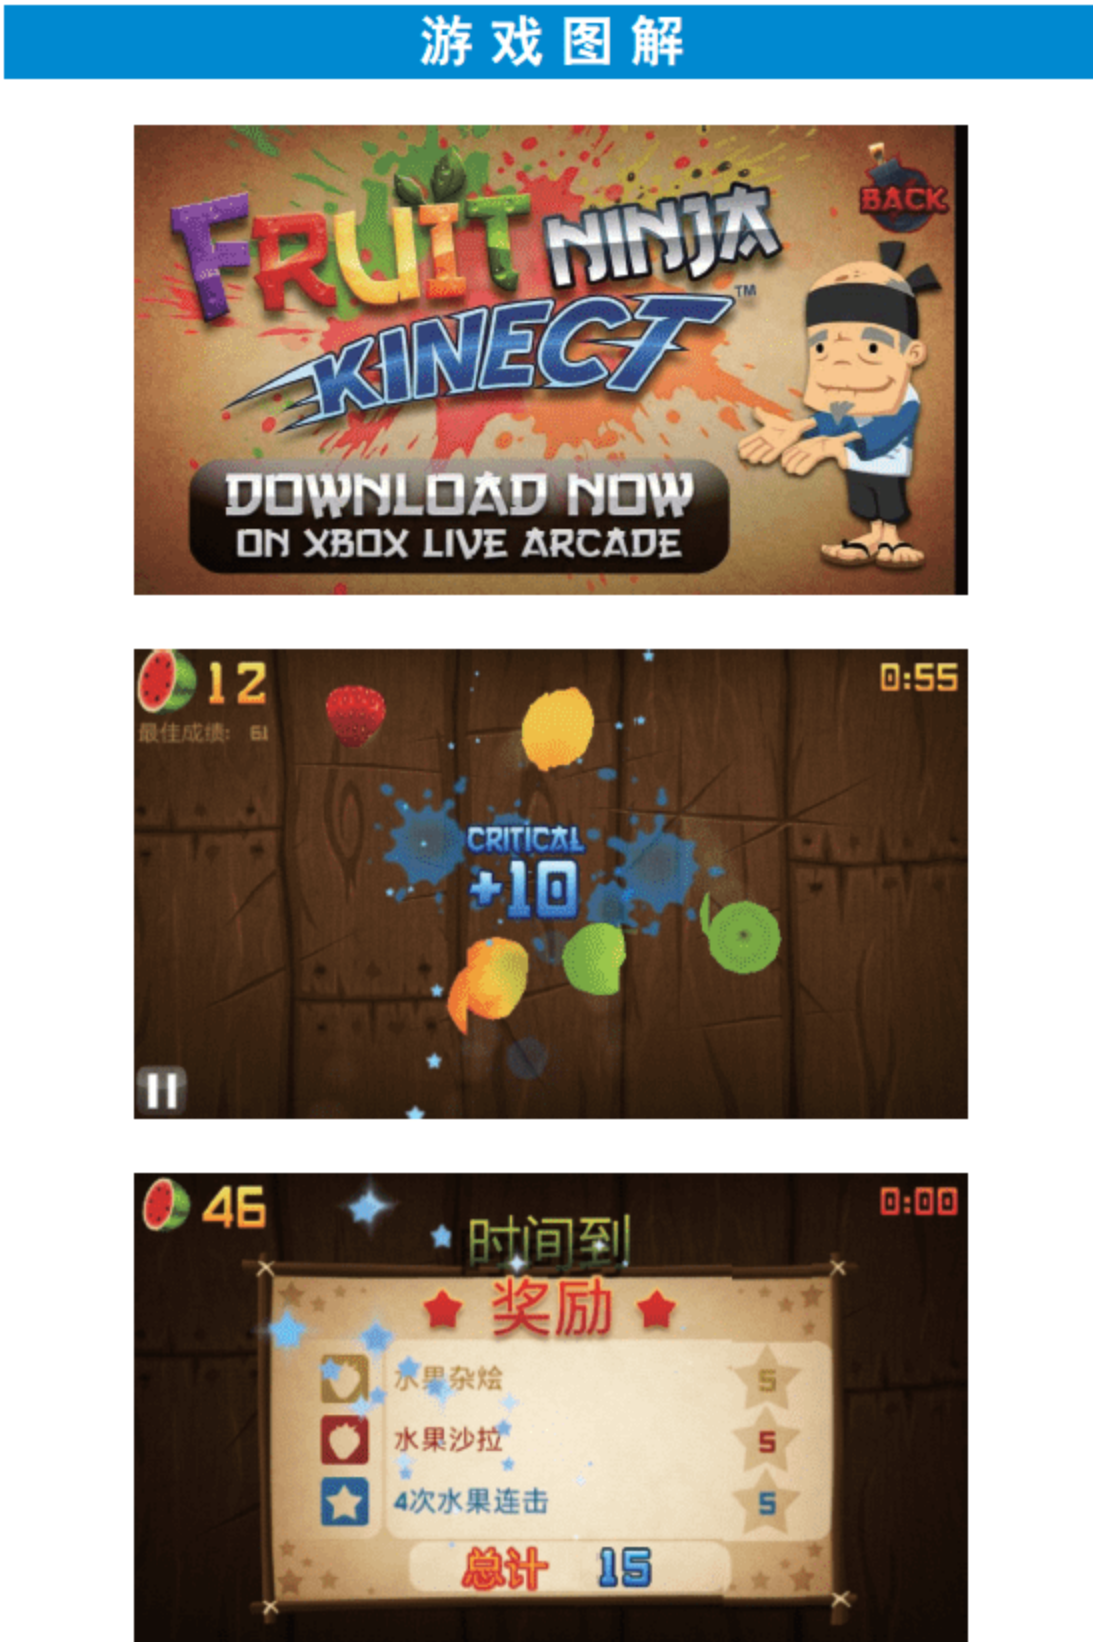 游戏图解
FRUIT NINJA
BACK
KINECT™
DOWNLOAD NOW
ON XBOX LIVE ARCADE
12
0:55
最佳成绩: 61
CRITICAL
+10
46
0:00
时间到
奖励
水果杂烩 5
水果沙拉 5
4次水果连击 5
总计 15